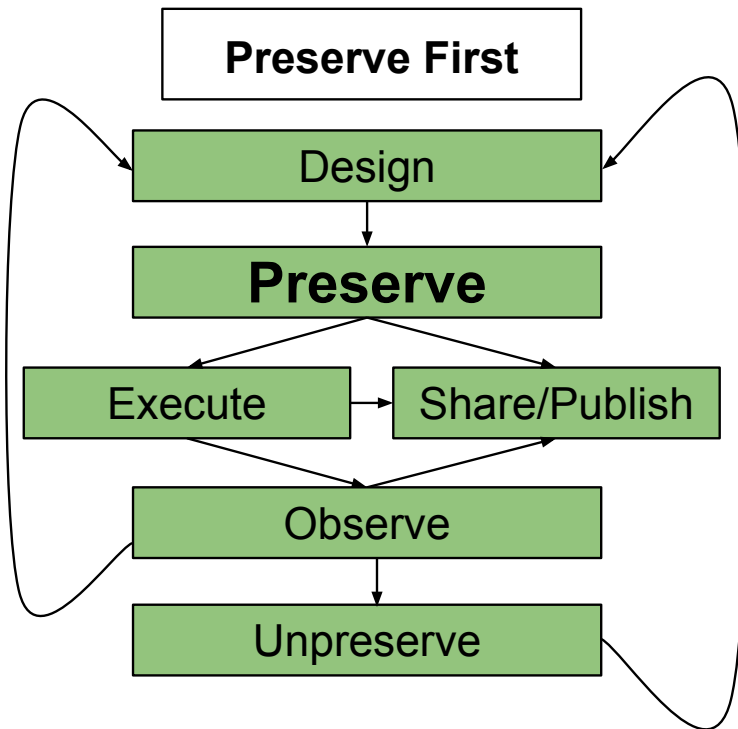 Preserve First
Design
Preserve
Execute
Share/Publish
Observe
Unpreserve